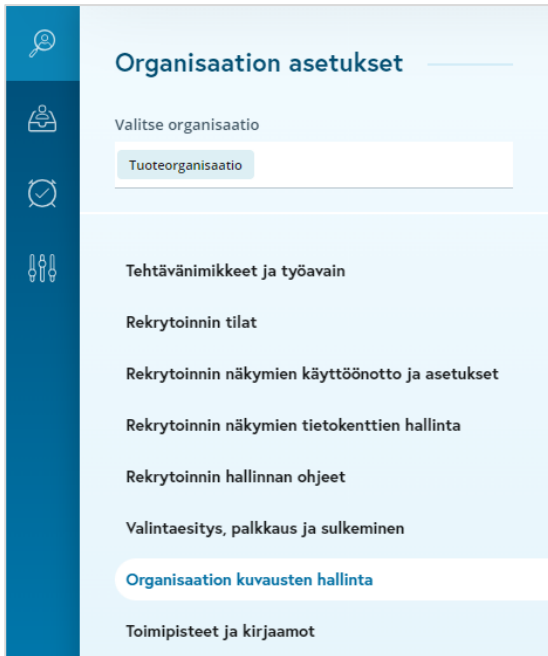 Organisaation asetukset
Valitse organisaatio
Tuoteorganisaatio
Tehtävänimikkeet ja työavain
Rekrytoinnin tilat
Rekrytoinnin näkymien käyttöönotto ja asetukset
Rekrytoinnin näkymien tietokenttien hallinta
Rekrytoinnin hallinnan ohjeet
Valintaesitys, palkkaus ja sulkeminen
Organisaation kuvausten hallinta
Toimipisteet ja kirjaamot